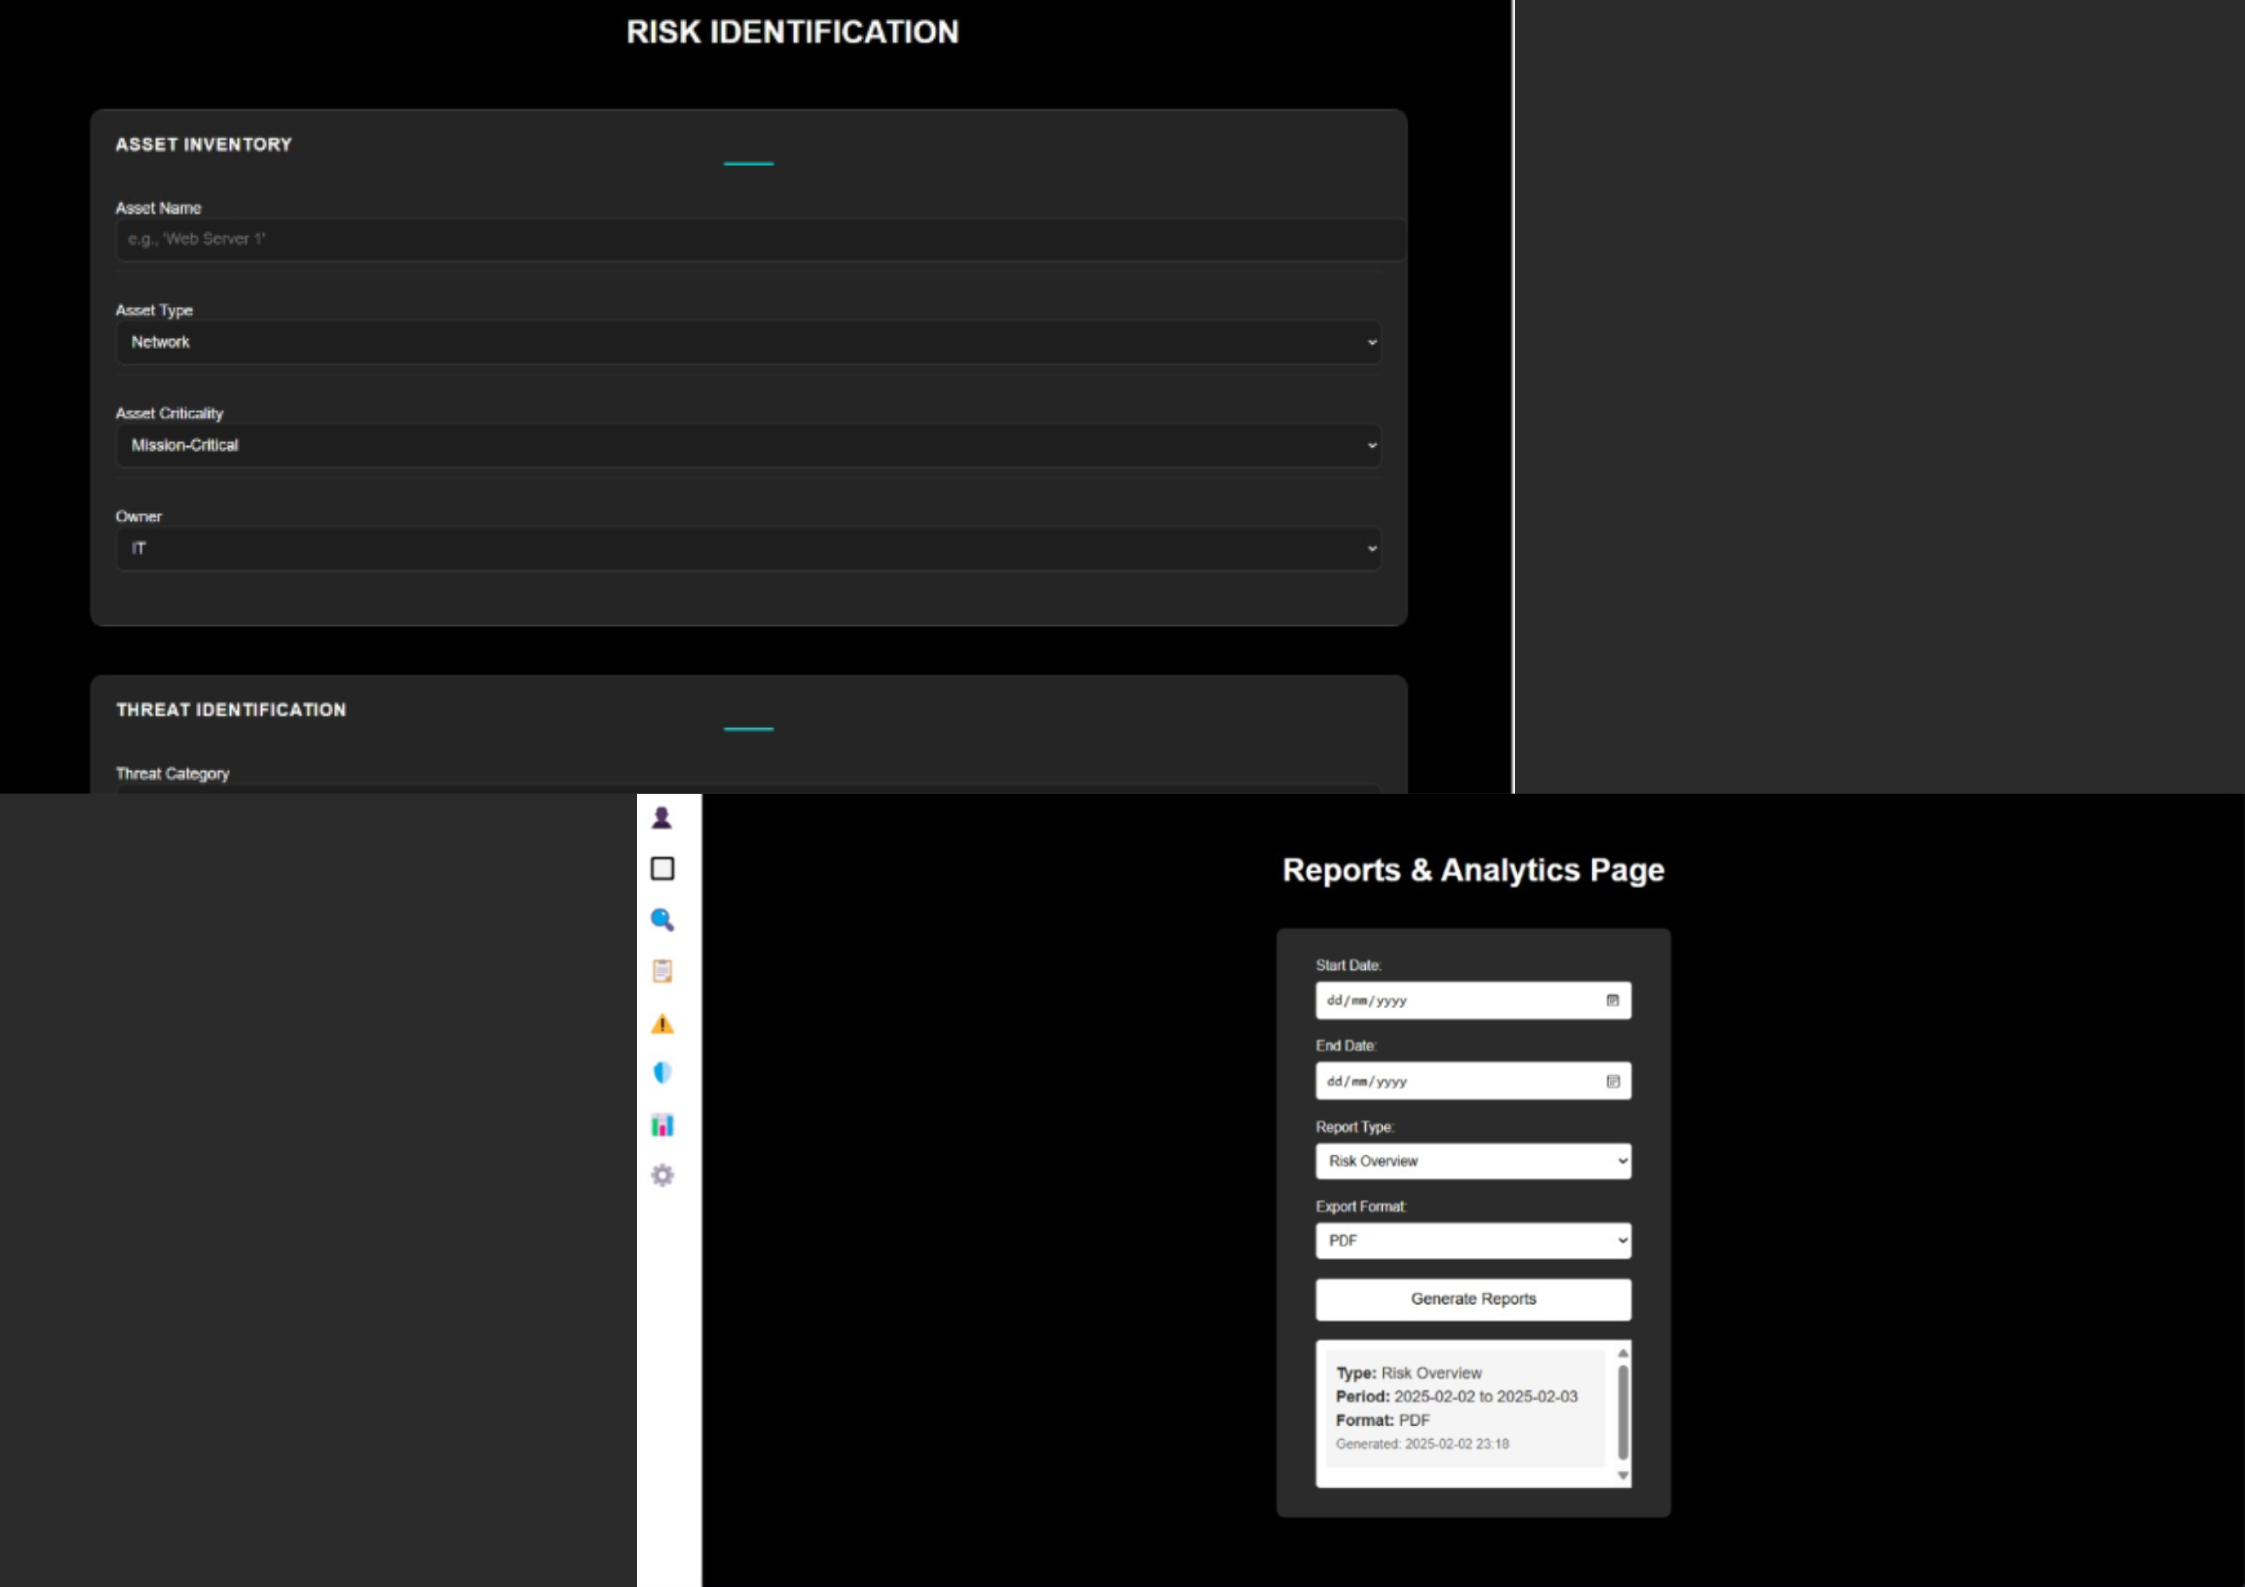 RISK IDENTIFICATION
ASSET INVENTORY
Asset Name
e.g., 'Web Server 1'
Asset Type
Network
Asset Criticality
Mission-Critical
Owner
IT
THREAT IDENTIFICATION
Threat Category
Reports & Analytics Page
Start Date:
dd/mm/yyyy
End Date:
dd/mm/yyyy
Report Type:
Risk Overview
Export Format:
PDF
Generate Reports
Type: Risk Overview
Period: 2025-02-02 to 2025-02-03
Format: PDF
Generated: 2025-02-02 23:18